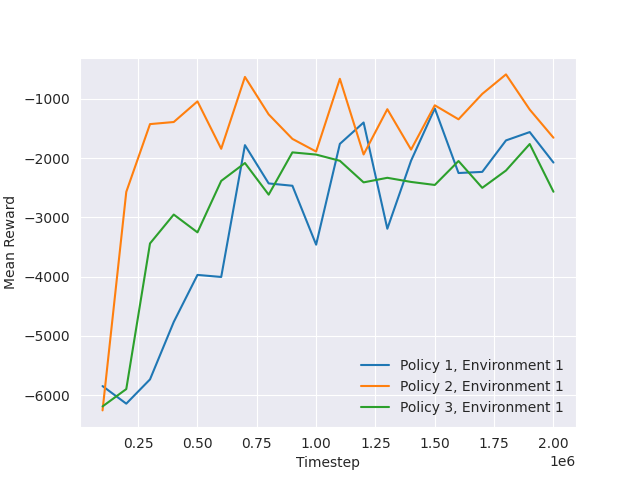 Mean Reward
−1000
−2000
−3000
−4000
−5000
−6000
Policy 1, Environment 1
Policy 2, Environment 1
Policy 3, Environment 1
0.25 0.50 0.75 1.00 1.25 1.50 1.75 2.00
Timestep
1e6